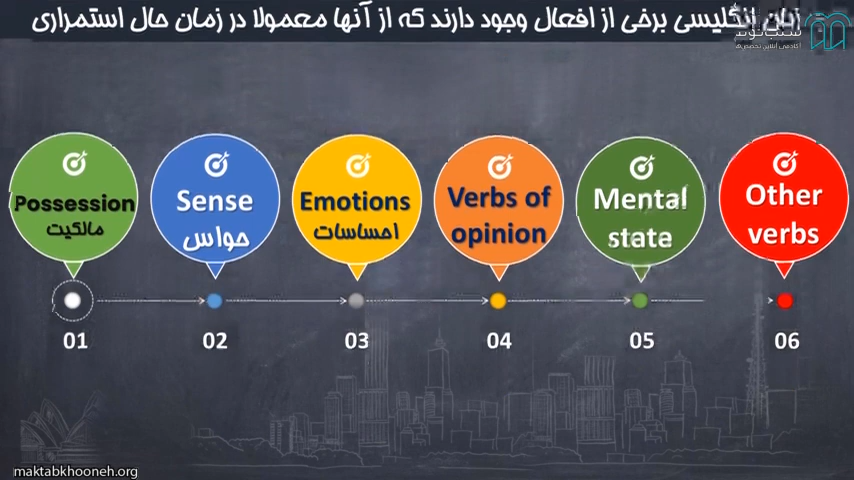 زبان انگلیسی برخی از افعال وجود دارند که از آنها معمولا در زمان حال استمراری
Possession
مالکیت
Sense
حواس
Emotions
احساسات
Verbs of
opinion
Mental
state
Other
verbs
01
02
03
04
05
06
maktabkhooneh.org